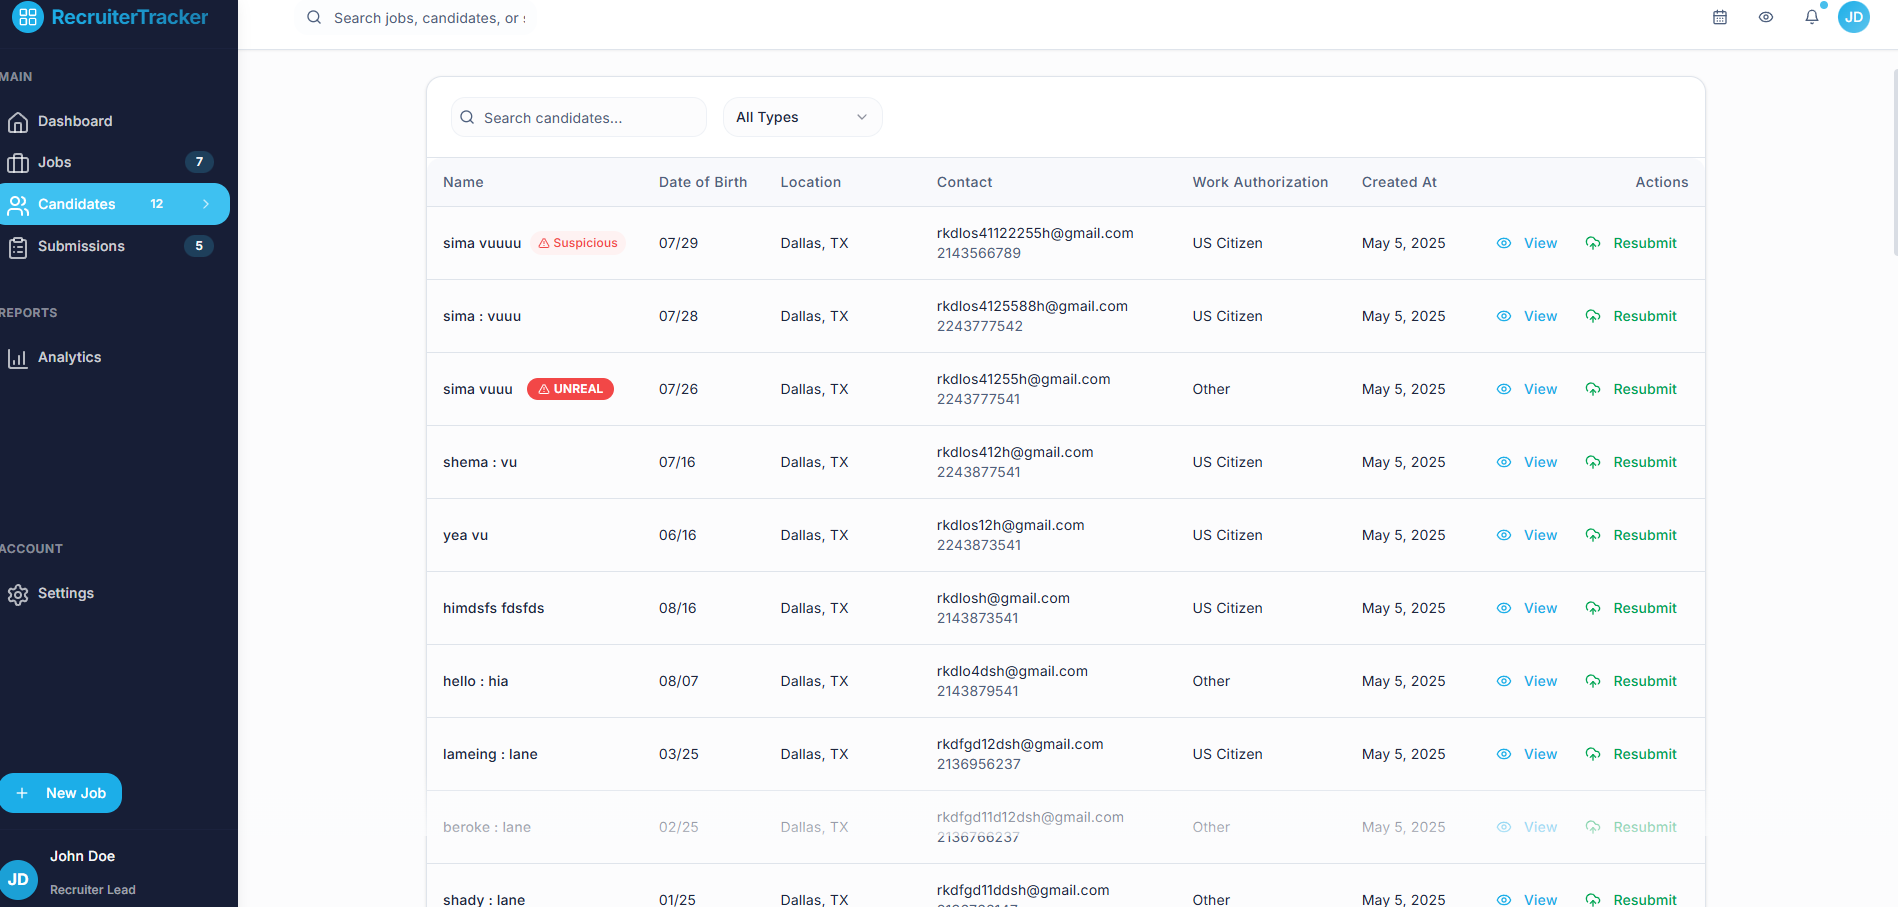 RecruiterTracker
Search jobs, candidates, or
JD
MAIN
Dashboard
Jobs 7
Candidates 12
Submissions 5
REPORTS
Analytics
ACCOUNT
Settings
New Job
John Doe
JD
Recruiter Lead
Search candidates...
All Types
Name Date of Birth Location Contact Work Authorization Created At Actions
sima vuuuu Suspicious 07/29 Dallas, TX rkdlos41122255h@gmail.com US Citizen May 5, 2025 View Resubmit
2143566789
sima : vuuu 07/28 Dallas, TX rkdlos4125588h@gmail.com US Citizen May 5, 2025 View Resubmit
2243777542
sima vuuu UNREAL 07/26 Dallas, TX rkdlos41255h@gmail.com Other May 5, 2025 View Resubmit
2243777541
shema : vu 07/16 Dallas, TX rkdlos412h@gmail.com US Citizen May 5, 2025 View Resubmit
2243877541
yea vu 06/16 Dallas, TX rkdlos12h@gmail.com US Citizen May 5, 2025 View Resubmit
2243873541
himdsfs fdsfds 08/16 Dallas, TX rkdlosh@gmail.com US Citizen May 5, 2025 View Resubmit
2143873541
hello : hia 08/07 Dallas, TX rkdlo4dsh@gmail.com Other May 5, 2025 View Resubmit
2143879541
lameing : lane 03/25 Dallas, TX rkdfgd12dsh@gmail.com US Citizen May 5, 2025 View Resubmit
2136956237
beroke : lane 02/25 Dallas, TX rkdfgd11d12dsh@gmail.com Other May 5, 2025 View Resubmit
2136766237
shady : lane 01/25 Dallas, TX rkdfgd11ddsh@gmail.com Other May 5, 2025 View Resubmit